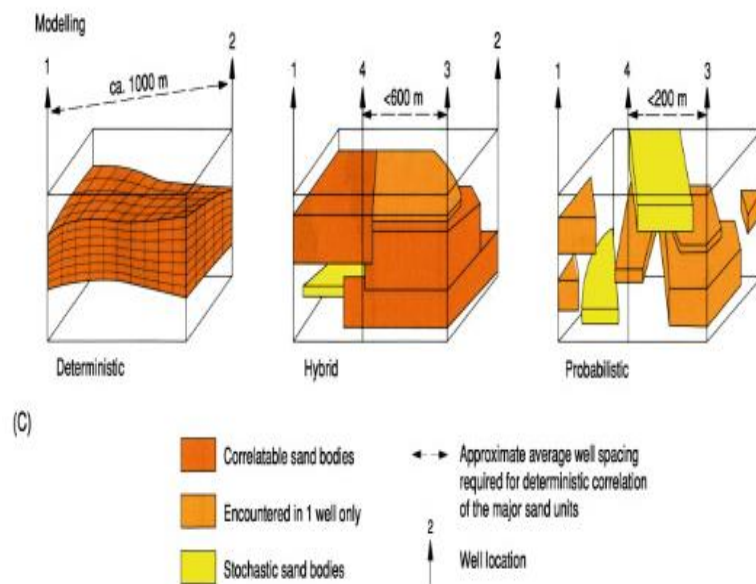 Modelling
1
2
ca. 1000 m
Deterministic
1
4
3
2
<600 m
Hybrid
1
4
3
<200 m
Probabilistic
(C)
Correlatable sand bodies
Encountered in 1 well only
Stochastic sand bodies
Approximate average well spacing
required for deterministic correlation
of the major sand units
2
Well location